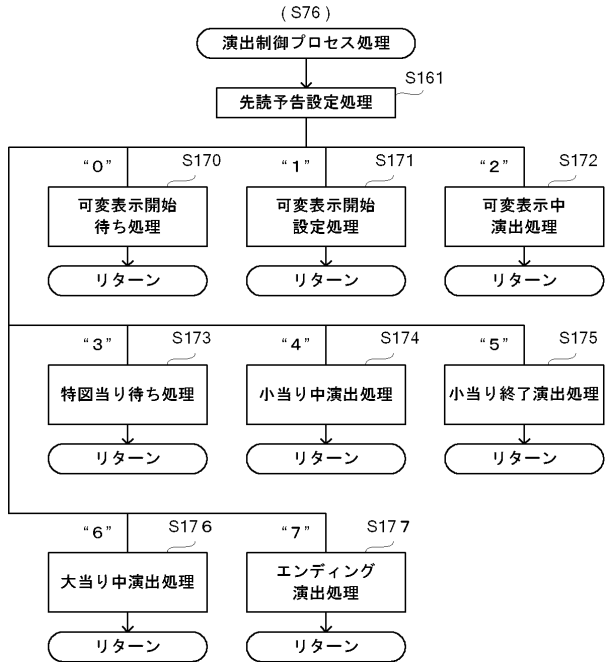 (S76)
演出制御プロセス処理
S161
先読予告設定処理
“0” S170
可変表示開始
待ち処理
リターン
“1” S171
可変表示開始
設定処理
リターン
“2” S172
可変表示中
演出処理
リターン
“3” S173
特図当り待ち処理
リターン
“4” S174
小当り中演出処理
リターン
“5” S175
小当り終了演出処理
リターン
“6” S176
大当り中演出処理
リターン
“7” S177
エンディング
演出処理
リターン